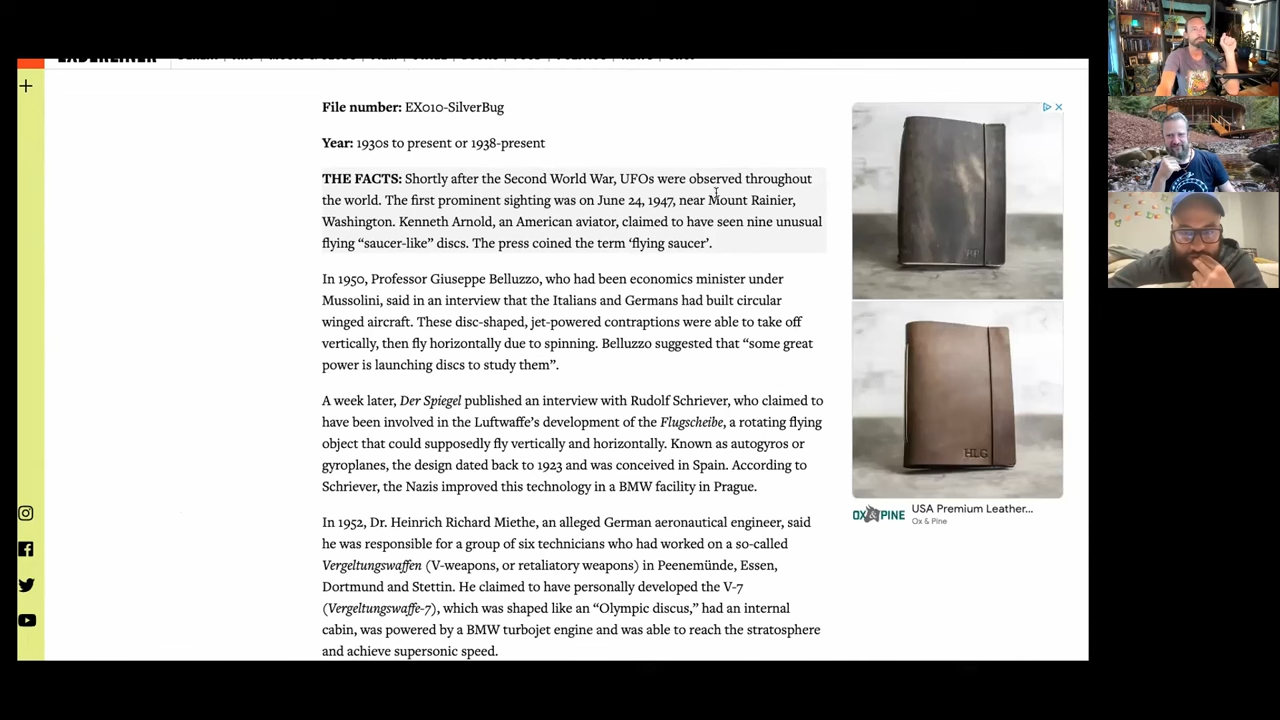 File number: EX010-SilverBug
Year: 1930s to present or 1938-present
THE FACTS: Shortly after the Second World War, UFOs were observed throughout
the world. The first prominent sighting was on June 24, 1947, near Mount Rainier,
Washington. Kenneth Arnold, an American aviator, claimed to have seen nine unusual
flying “saucer-like” discs. The press coined the term ‘flying saucer’.
In 1950, Professor Giuseppe Belluzzo, who had been economics minister under
Mussolini, said in an interview that the Italians and Germans had built circular
winged aircraft. These disc-shaped, jet-powered contraptions were able to take off
vertically, then fly horizontally due to spinning. Belluzzo suggested that “some great
power is launching discs to study them”.
A week later, Der Spiegel published an interview with Rudolf Schriever, who claimed to
have been involved in the Luftwaffe’s development of the Flugscheibe, a rotating flying
object that could supposedly fly vertically and horizontally. Known as autogyros or
gyroplanes, the design dated back to 1923 and was conceived in Spain. According to
Schriever, the Nazis improved this technology in a BMW facility in Prague.
In 1952, Dr. Heinrich Richard Miethe, an alleged German aeronautical engineer, said
he was responsible for a group of six technicians who had worked on a so-called
Vergeltungswaffen (V-weapons, or retaliatory weapons) in Peenemünde, Essen,
Dortmund and Stettin. He claimed to have personally developed the V-7
(Vergeltungswaffe-7), which was shaped like an “Olympic discus,” had an internal
cabin, was powered by a BMW turbojet engine and was able to reach the stratosphere
and achieve supersonic speed.
HLG
OX & PINE
USA Premium Leather...
Ox & Pine